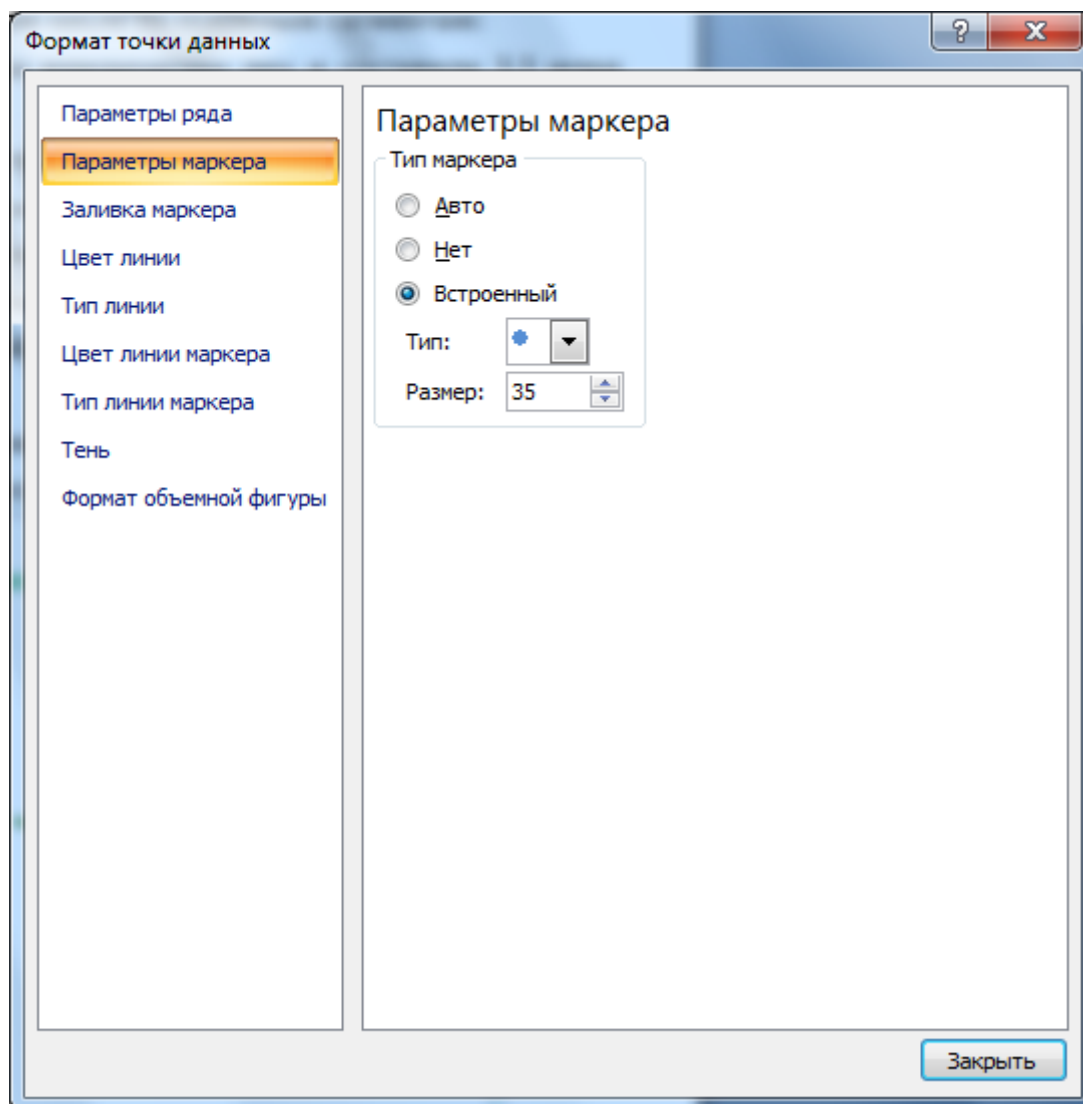 Формат точки данных
Параметры ряда
Параметры маркера
Заливка маркера
Цвет линии
Тип линии
Цвет линии маркера
Тип линии маркера
Тень
Формат объемной фигуры
Параметры маркера
Тип маркера
Авто
Нет
Встроенный
Тип:
Размер: 35
Закрыть